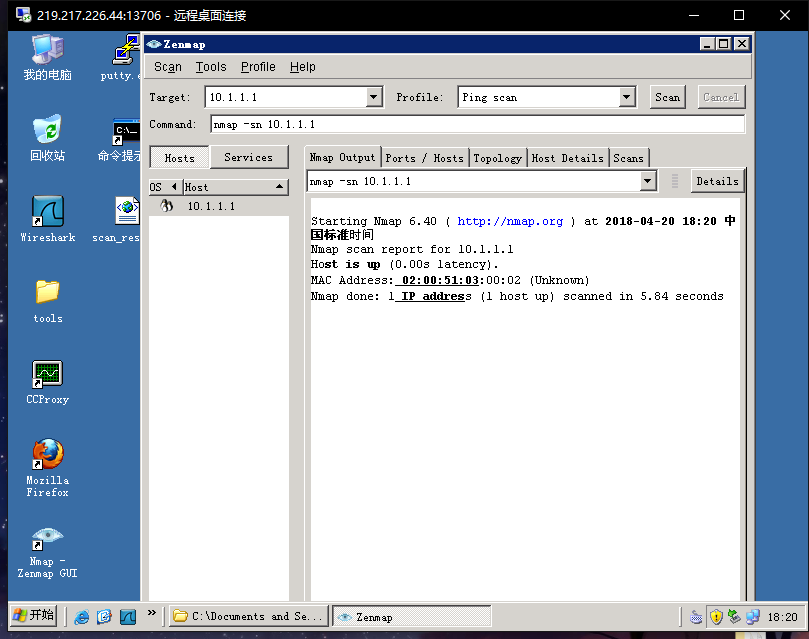 219.217.226.44:13706 - 远程桌面连接
我的电脑
putty.e
回收站
命令提示
Wireshark
scan_res
tools
CCProxy
Mozilla
Firefox
Nmap -
Zenmap GUI
Zenmap
Scan Tools Profile Help
Target: 10.1.1.1 Profile: Ping scan Scan Cancel
Command: nmap -sn 10.1.1.1
Hosts Services
Nmap Output Ports / Hosts Topology Host Details Scans
OS Host
10.1.1.1
nmap -sn 10.1.1.1 Details
Starting Nmap 6.40 ( http://nmap.org ) at 2018-04-20 18:20 中
国标准时间
Nmap scan report for 10.1.1.1
Host is up (0.00s latency).
MAC Address: 02:00:51:03:00:02 (Unknown)
Nmap done: 1 IP address (1 host up) scanned in 5.84 seconds
开始 » C:\Documents and Se... Zenmap 18:20